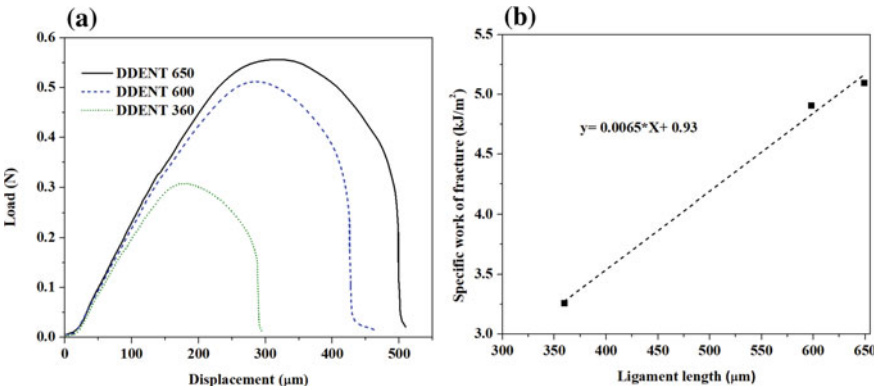 (a)
0.6
0.5
0.4
0.3
0.2
0.1
0.0
Load (N)
DDENT 650
DDENT 600
DDENT 360
0 100 200 300 400 500
Displacement (μm)
(b)
5.5
5.0
4.5
4.0
3.5
3.0
Specific work of fracture (kJ/m²)
y= 0.0065*X+ 0.93
300 350 400 450 500 550 600 650
Ligament length (μm)